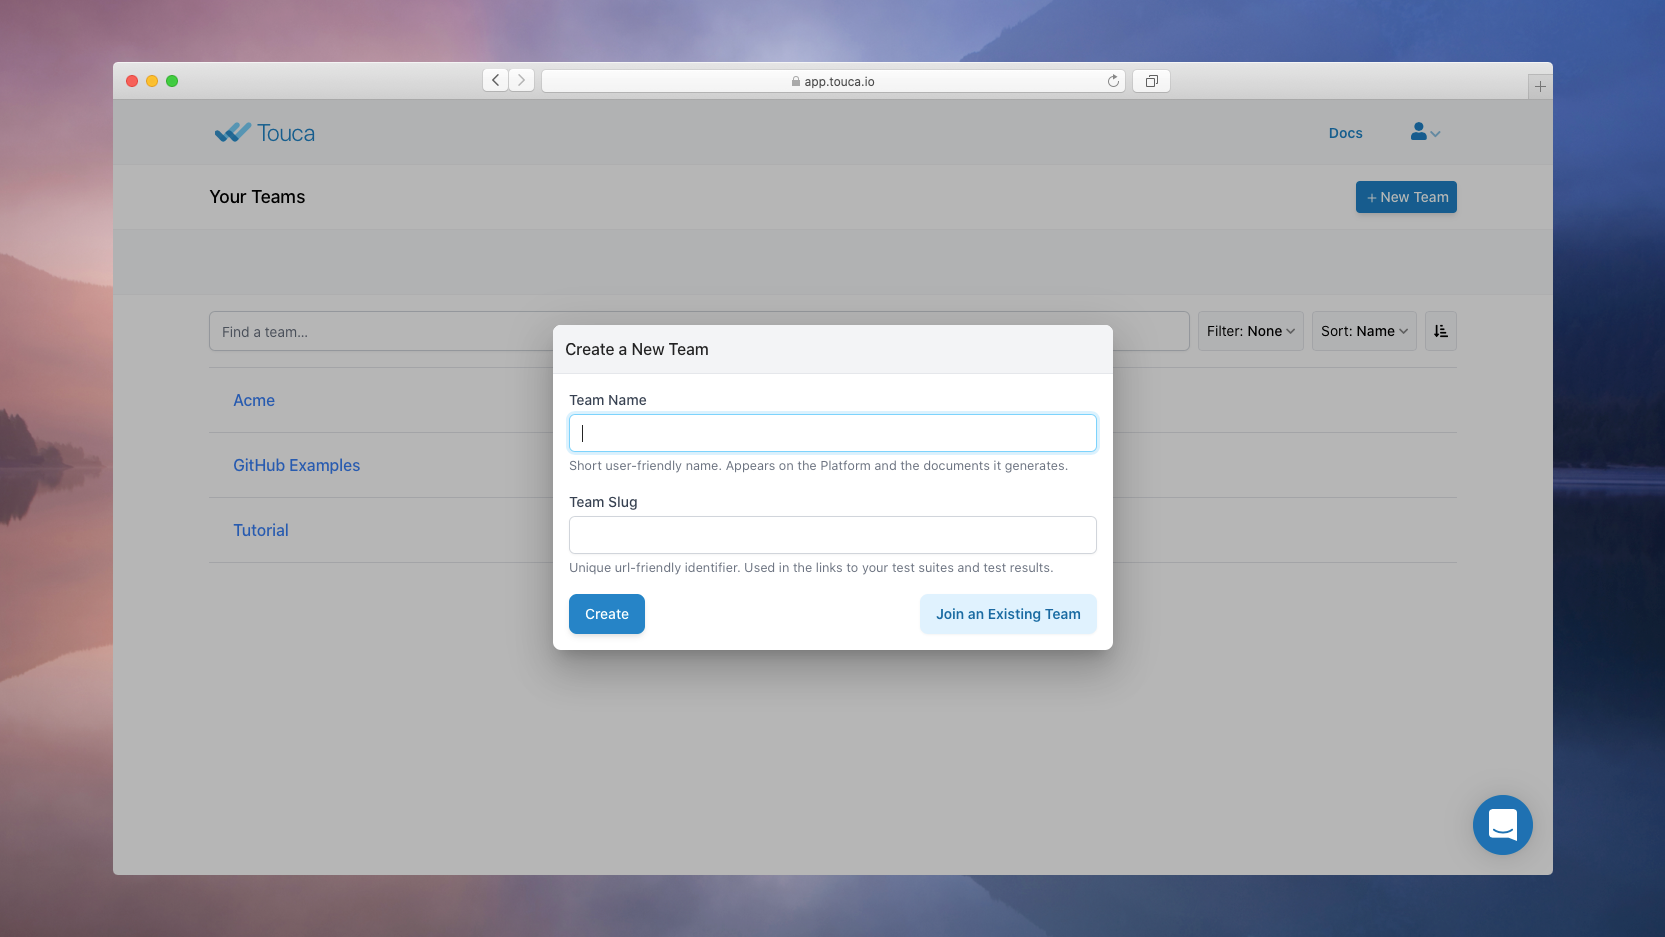 app.touca.io
Touca
Docs
Your Teams
+ New Team
Find a team...
Filter: None
Sort: Name
Create a New Team
Acme
Team Name
Short user-friendly name. Appears on the Platform and the documents it generates.
GitHub Examples
Team Slug
Tutorial
Unique url-friendly identifier. Used in the links to your test suites and test results.
Create
Join an Existing Team